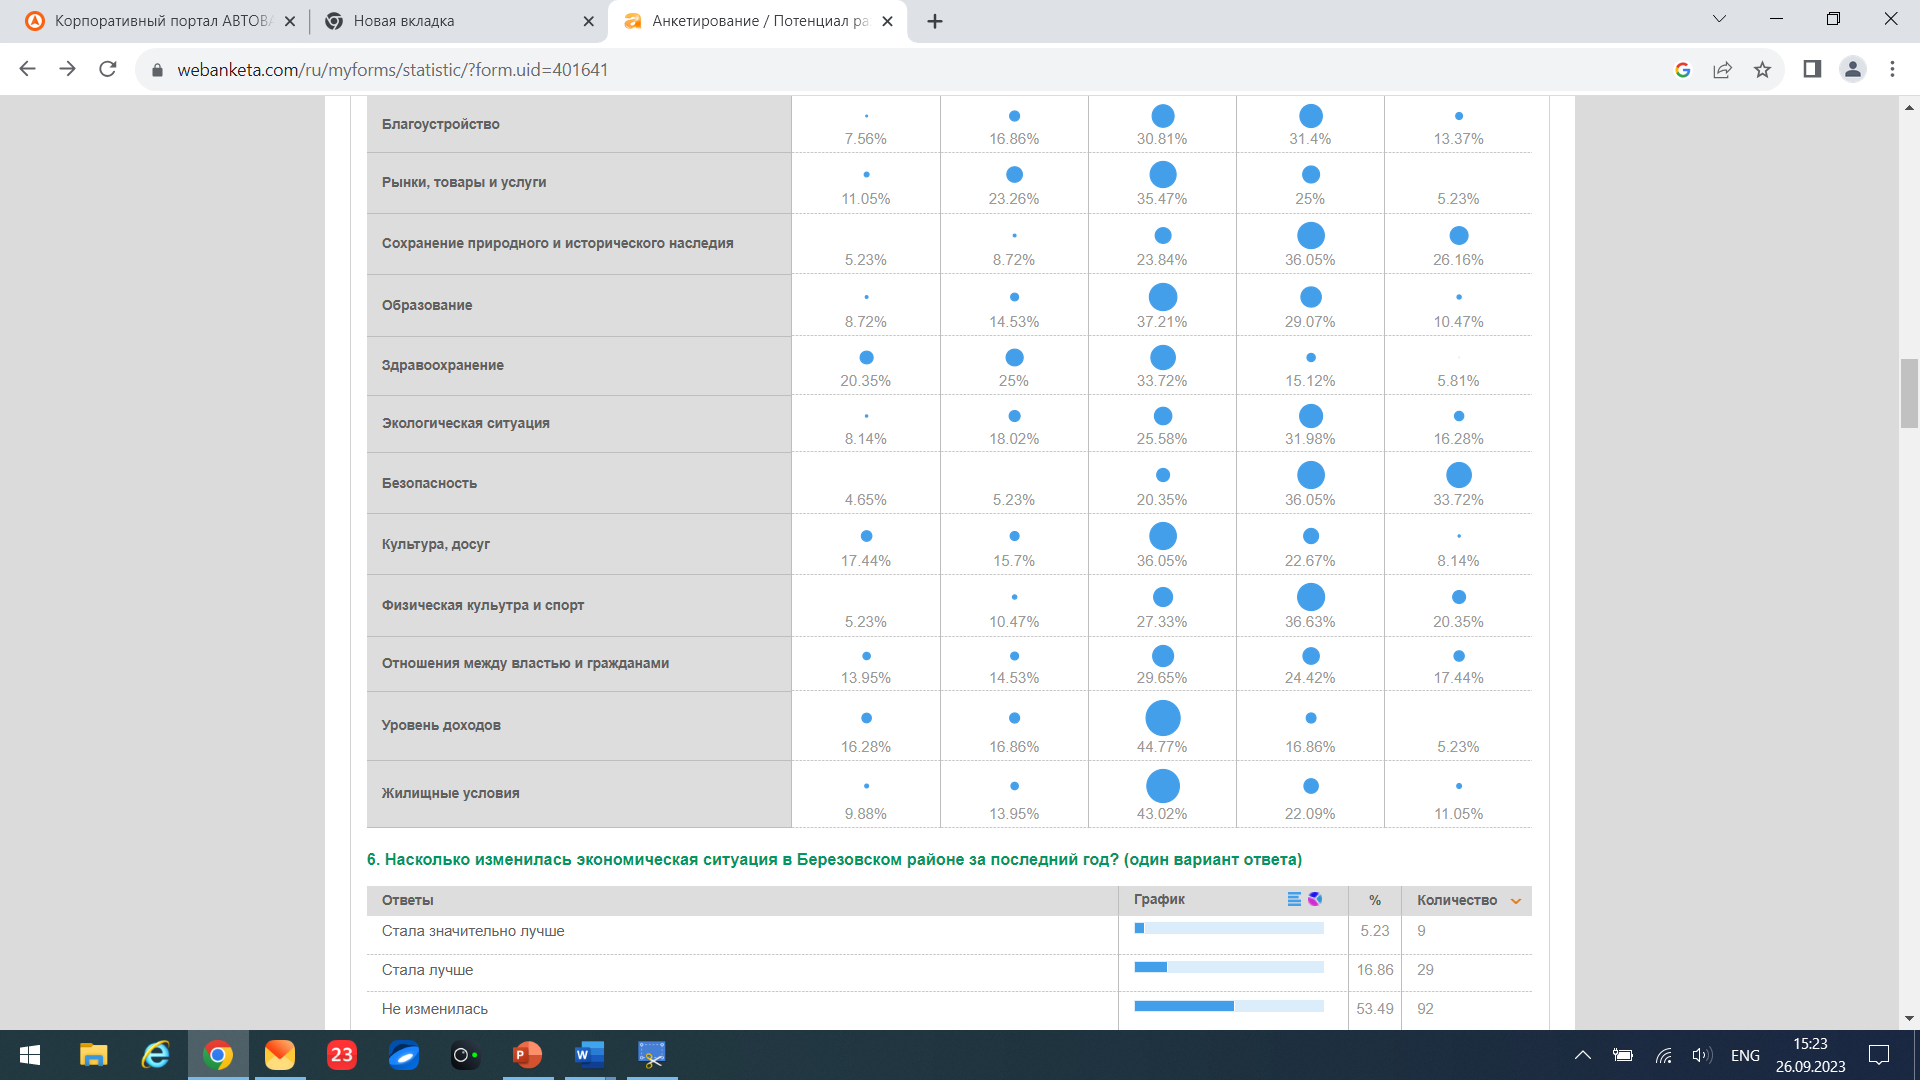 Корпоративный портал АВТОВА
Новая вкладка
Анкетирование / Потенциал ра
webanketa.com/ru/myforms/statistic/?form.uid=401641
Благоустройство 7.56% 16.86% 30.81% 31.4% 13.37%
Рынки, товары и услуги 11.05% 23.26% 35.47% 25% 5.23%
Сохранение природного и исторического наследия 5.23% 8.72% 23.84% 36.05% 26.16%
Образование 8.72% 14.53% 37.21% 29.07% 10.47%
Здравоохранение 20.35% 25% 33.72% 15.12% 5.81%
Экологическая ситуация 8.14% 18.02% 25.58% 31.98% 16.28%
Безопасность 4.65% 5.23% 20.35% 36.05% 33.72%
Культура, досуг 17.44% 15.7% 36.05% 22.67% 8.14%
Физическая кульутра и спорт 5.23% 10.47% 27.33% 36.63% 20.35%
Отношения между властью и гражданами 13.95% 14.53% 29.65% 24.42% 17.44%
Уровень доходов 16.28% 16.86% 44.77% 16.86% 5.23%
Жилищные условия 9.88% 13.95% 43.02% 22.09% 11.05%
6. Насколько изменилась экономическая ситуация в Березовском районе за последний год? (один вариант ответа)
Ответы График % Количество
Стала значительно лучше 5.23 9
Стала лучше 16.86 29
Не изменилась 53.49 92
23
P
W
ENG
15:23
26.09.2023